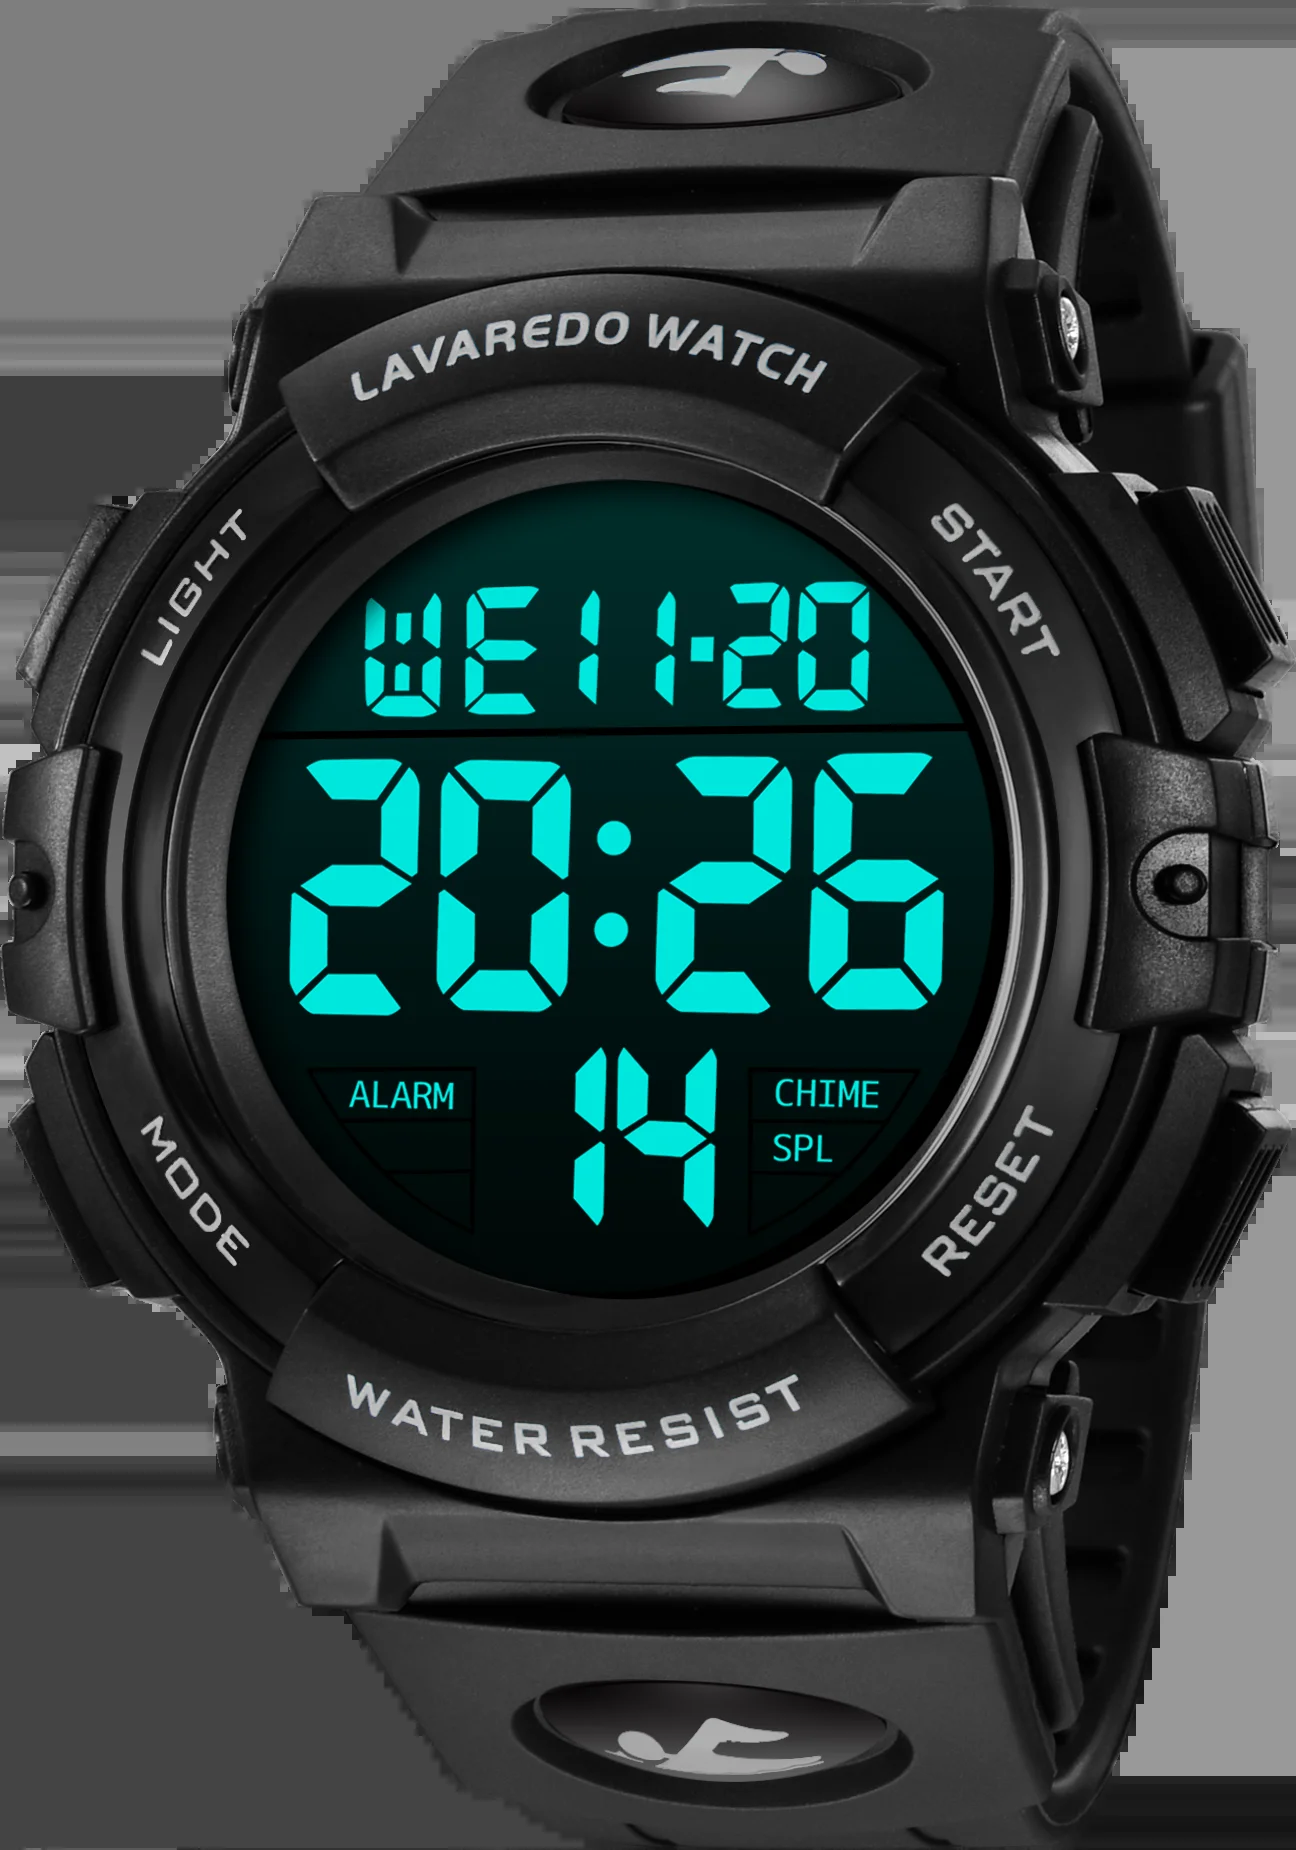 LAVAREDO WATCH
LIGHT
START
WE 11-20
20:26
ALARM
14
CHIME
SPL
MODE
RESET
WATER RESIST